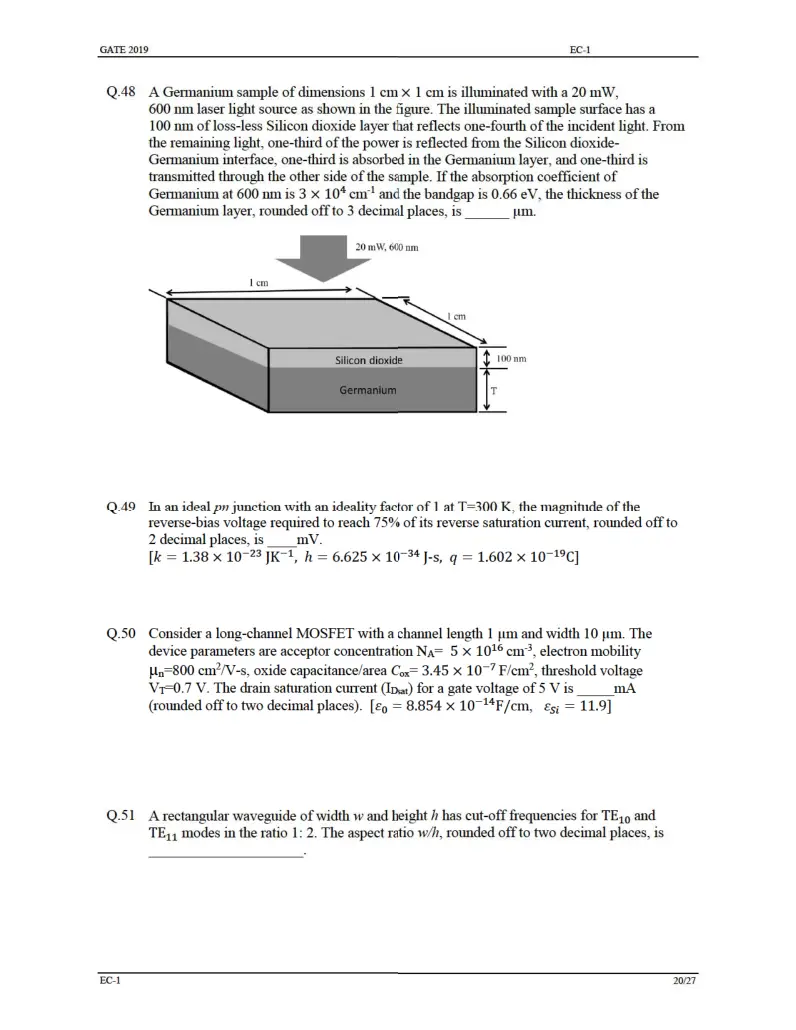 GATE 2019 EC-1
Q.48 A Germanium sample of dimensions 1 cm × 1 cm is illuminated with a 20 mW,
600 nm laser light source as shown in the figure. The illuminated sample surface has a
100 nm of loss-less Silicon dioxide layer that reflects one-fourth of the incident light. From
the remaining light, one-third of the power is reflected from the Silicon dioxide-
Germanium interface, one-third is absorbed in the Germanium layer, and one-third is
transmitted through the other side of the sample. If the absorption coefficient of
Germanium at 600 nm is 3 × 10⁴ cm⁻¹ and the bandgap is 0.66 eV, the thickness of the
Germanium layer, rounded off to 3 decimal places, is ______ μm.
20 mW, 600 nm
1 cm
1 cm
Silicon dioxide
100 nm
Germanium
T
Q.49 In an ideal pn junction with an ideality factor of 1 at T=300 K, the magnitude of the
reverse-bias voltage required to reach 75% of its reverse saturation current, rounded off to
2 decimal places, is ____mV.
[k = 1.38 × 10⁻²³ JK⁻¹, h = 6.625 × 10⁻³⁴ J-s, q = 1.602 × 10⁻¹⁹C]
Q.50 Consider a long-channel MOSFET with a channel length 1 μm and width 10 μm. The
device parameters are acceptor concentration N_A= 5 × 10¹⁶ cm⁻³, electron mobility
μₙ=800 cm²/V-s, oxide capacitance/area Cₒₓ= 3.45 × 10⁻⁷ F/cm², threshold voltage
V_T=0.7 V. The drain saturation current (I_Dsat) for a gate voltage of 5 V is _____mA
(rounded off to two decimal places). [ε₀ = 8.854 × 10⁻¹⁴F/cm, ε_Si = 11.9]
Q.51 A rectangular waveguide of width w and height h has cut-off frequencies for TE₁₀ and
TE₁₁ modes in the ratio 1: 2. The aspect ratio w/h, rounded off to two decimal places, is
____________________.
EC-1 20/27